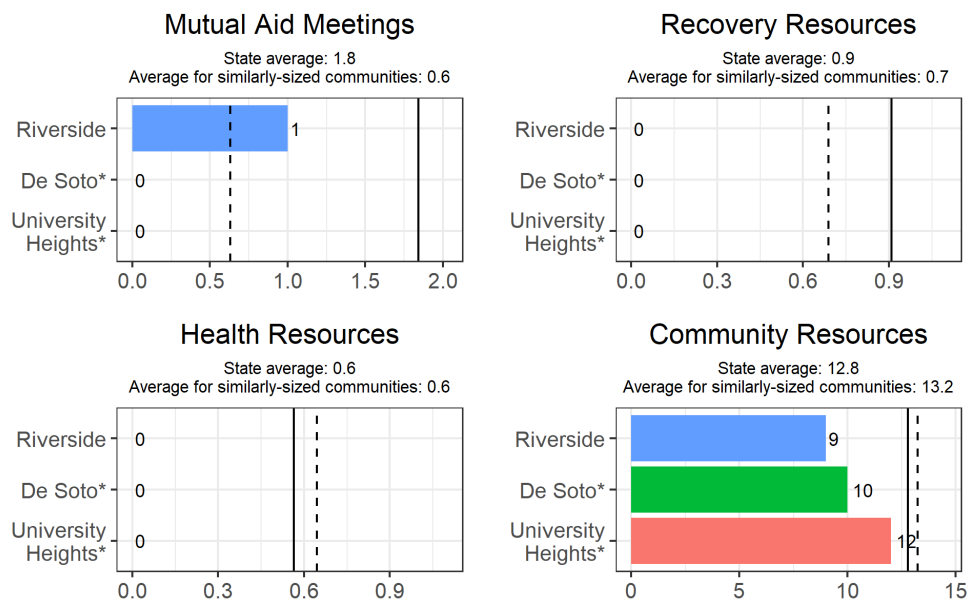 Mutual Aid Meetings
State average: 1.8
Average for similarly-sized communities: 0.6
Riverside
1
De Soto*
0
University
Heights*
0
0.0 0.5 1.0 1.5 2.0
Recovery Resources
State average: 0.9
Average for similarly-sized communities: 0.7
Riverside
0
De Soto*
0
University
Heights*
0
0.0 0.3 0.6 0.9
Health Resources
State average: 0.6
Average for similarly-sized communities: 0.6
Riverside
0
De Soto*
0
University
Heights*
0
0.0 0.3 0.6 0.9
Community Resources
State average: 12.8
Average for similarly-sized communities: 13.2
Riverside
9
De Soto*
10
University
Heights*
12
0 5 10 15